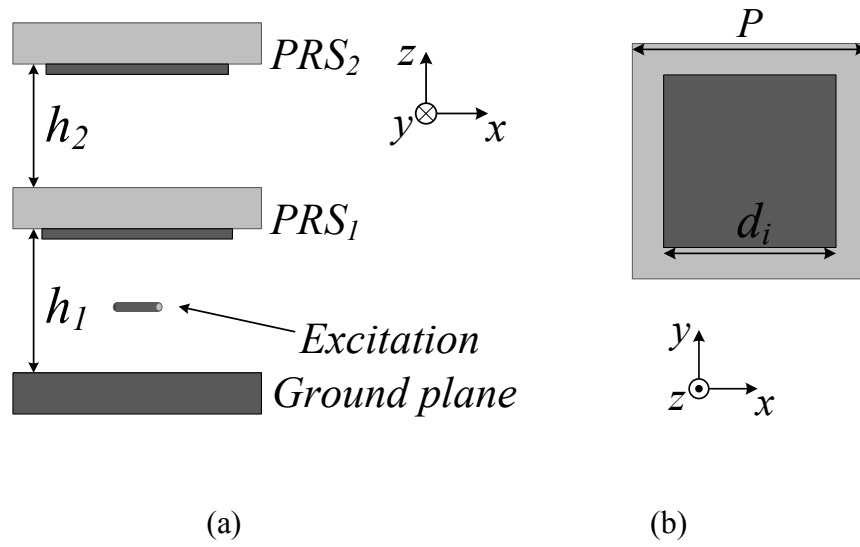 PRS₂
h₂
PRS₁
h₁
Excitation
Ground plane
z
y
x
P
dᵢ
y
z
x
(a)
(b)